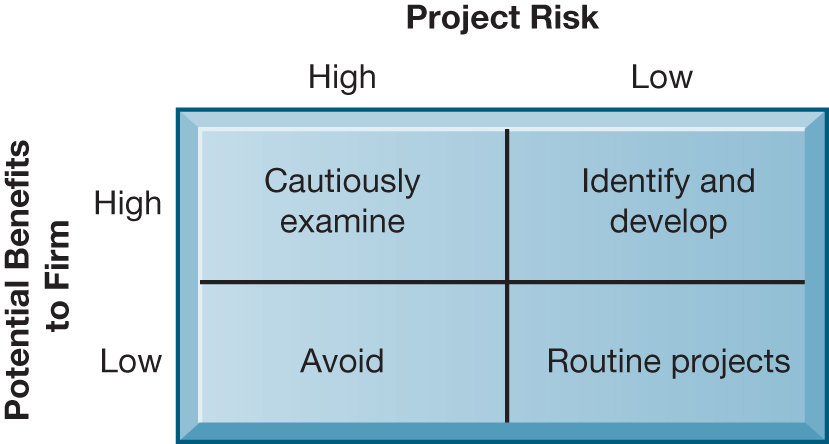 Project Risk
High
Low
Potential Benefits
to Firm
High
Cautiously
examine
Identify and
develop
Low
Avoid
Routine projects